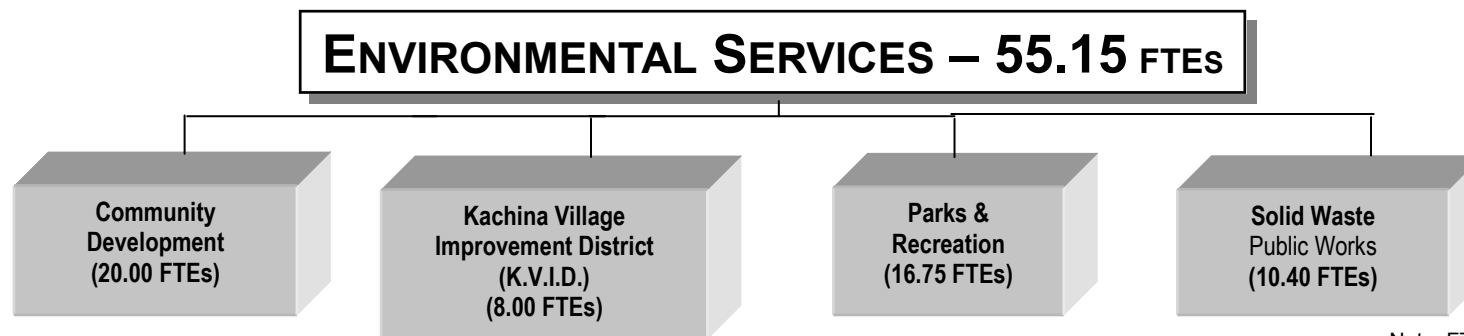 ENVIRONMENTAL SERVICES – 55.15 FTES
Community
Development
(20.00 FTEs)
Kachina Village
Improvement District
(K.V.I.D.)
(8.00 FTEs)
Parks &
Recreation
(16.75 FTEs)
Solid Waste
Public Works
(10.40 FTEs)